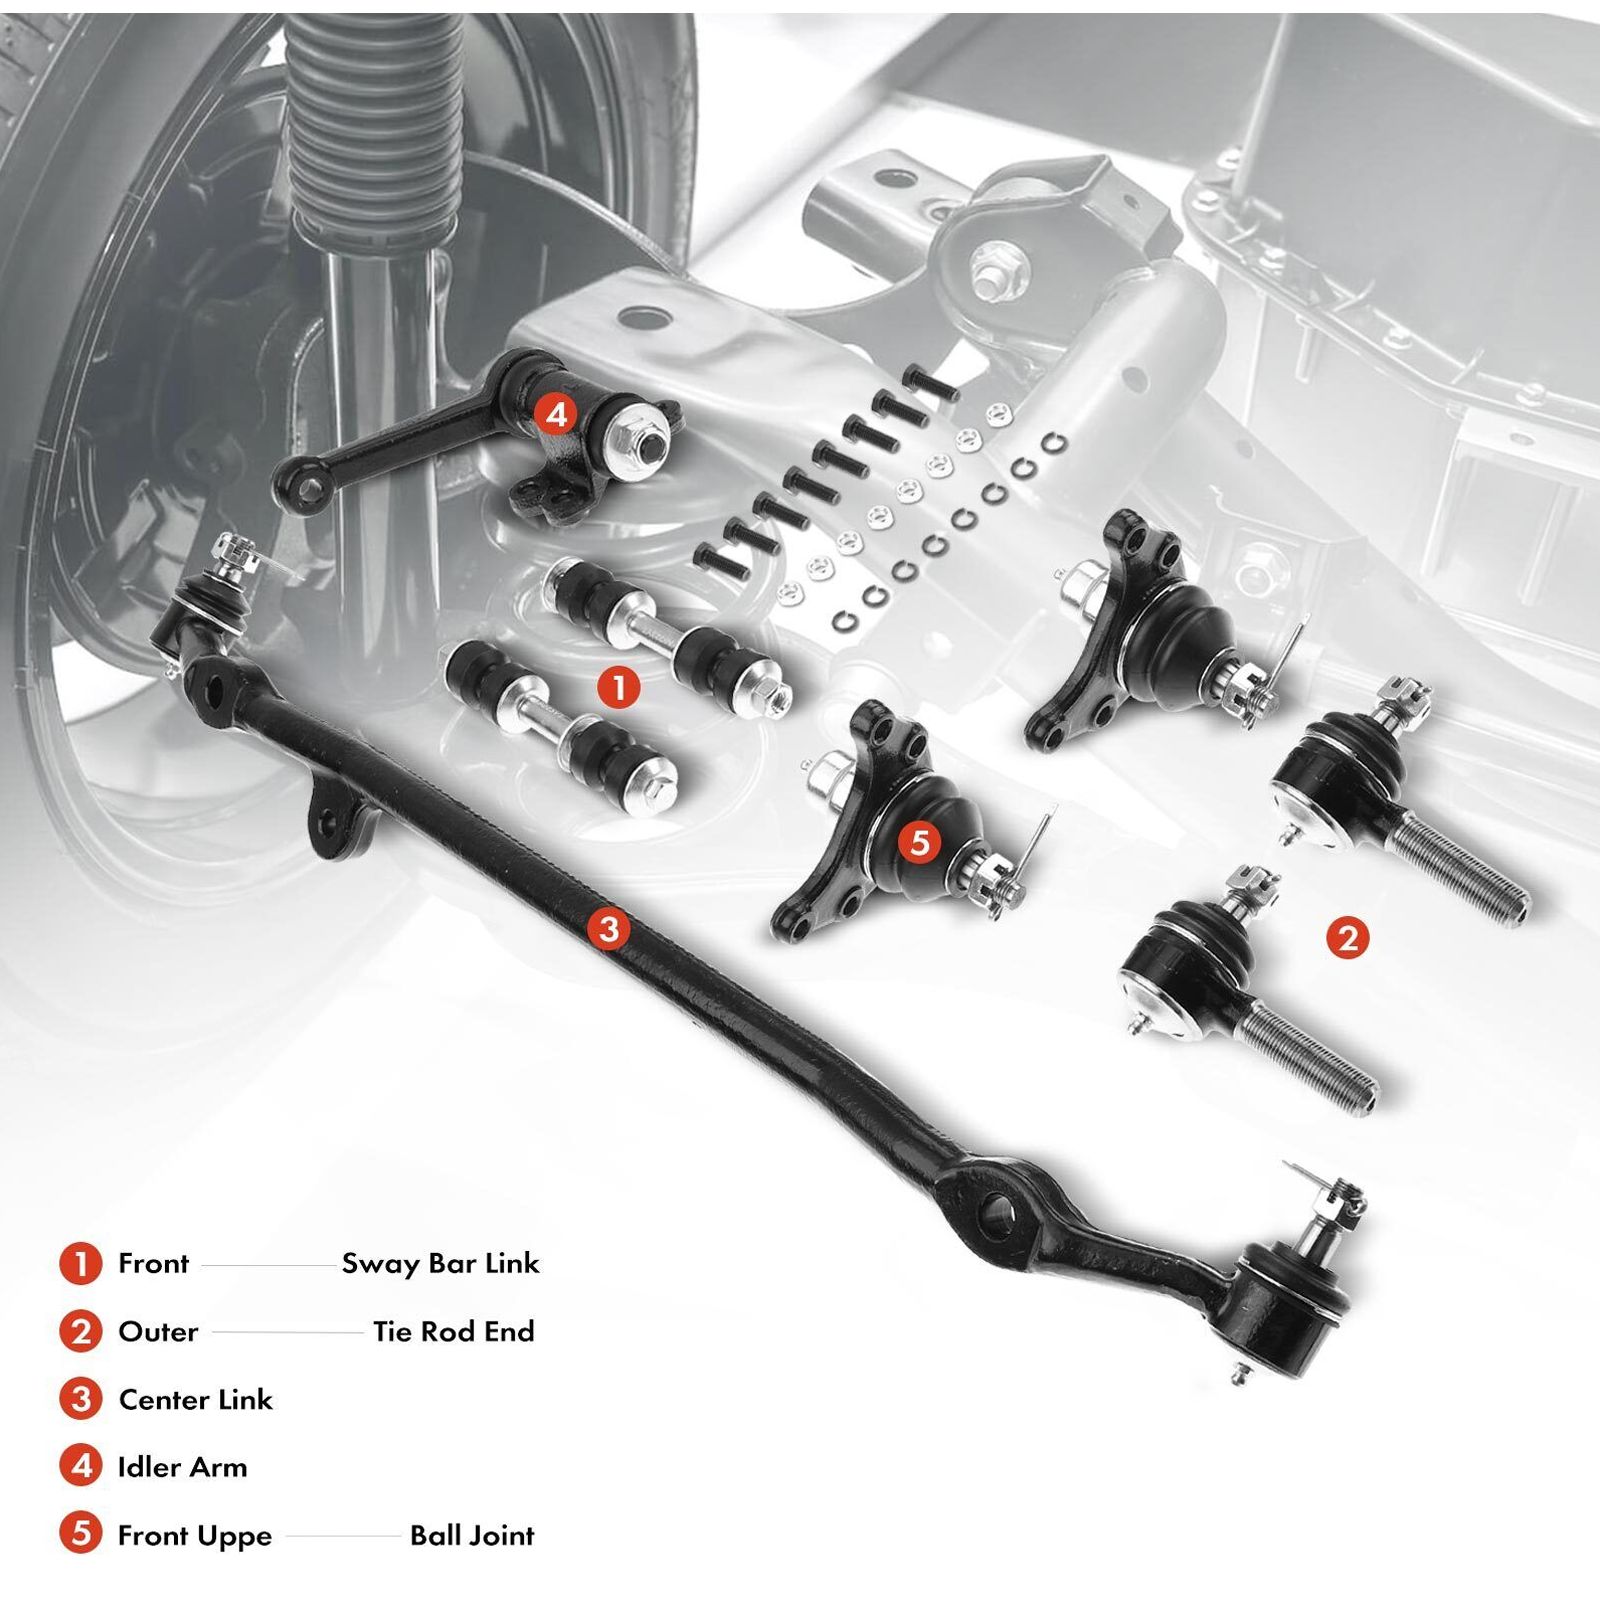 4
1
5
3
2
1 Front Sway Bar Link
2 Outer Tie Rod End
3 Center Link
4 Idler Arm
5 Front Uppe Ball Joint